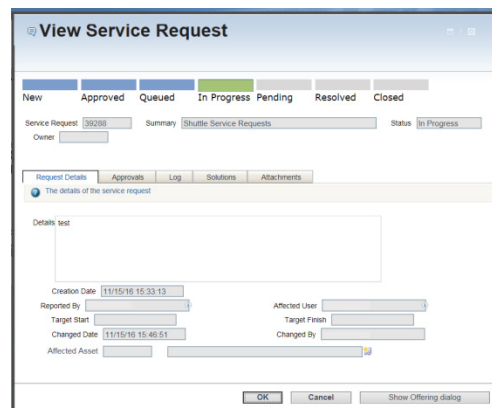 View Service Request
New Approved Queued In Progress Pending Resolved Closed
Service Request 39288 Summary Shuttle Service Requests Status In Progress
Owner
Request Details Approvals Log Solutions Attachments
The details of the service request
Details test
Creation Date 11/15/16 15:33:13
Reported By Affected User
Target Start Target Finish
Changed Date 11/15/16 15:46:51 Changed By
Affected Asset
OK Cancel Show Offering dialog